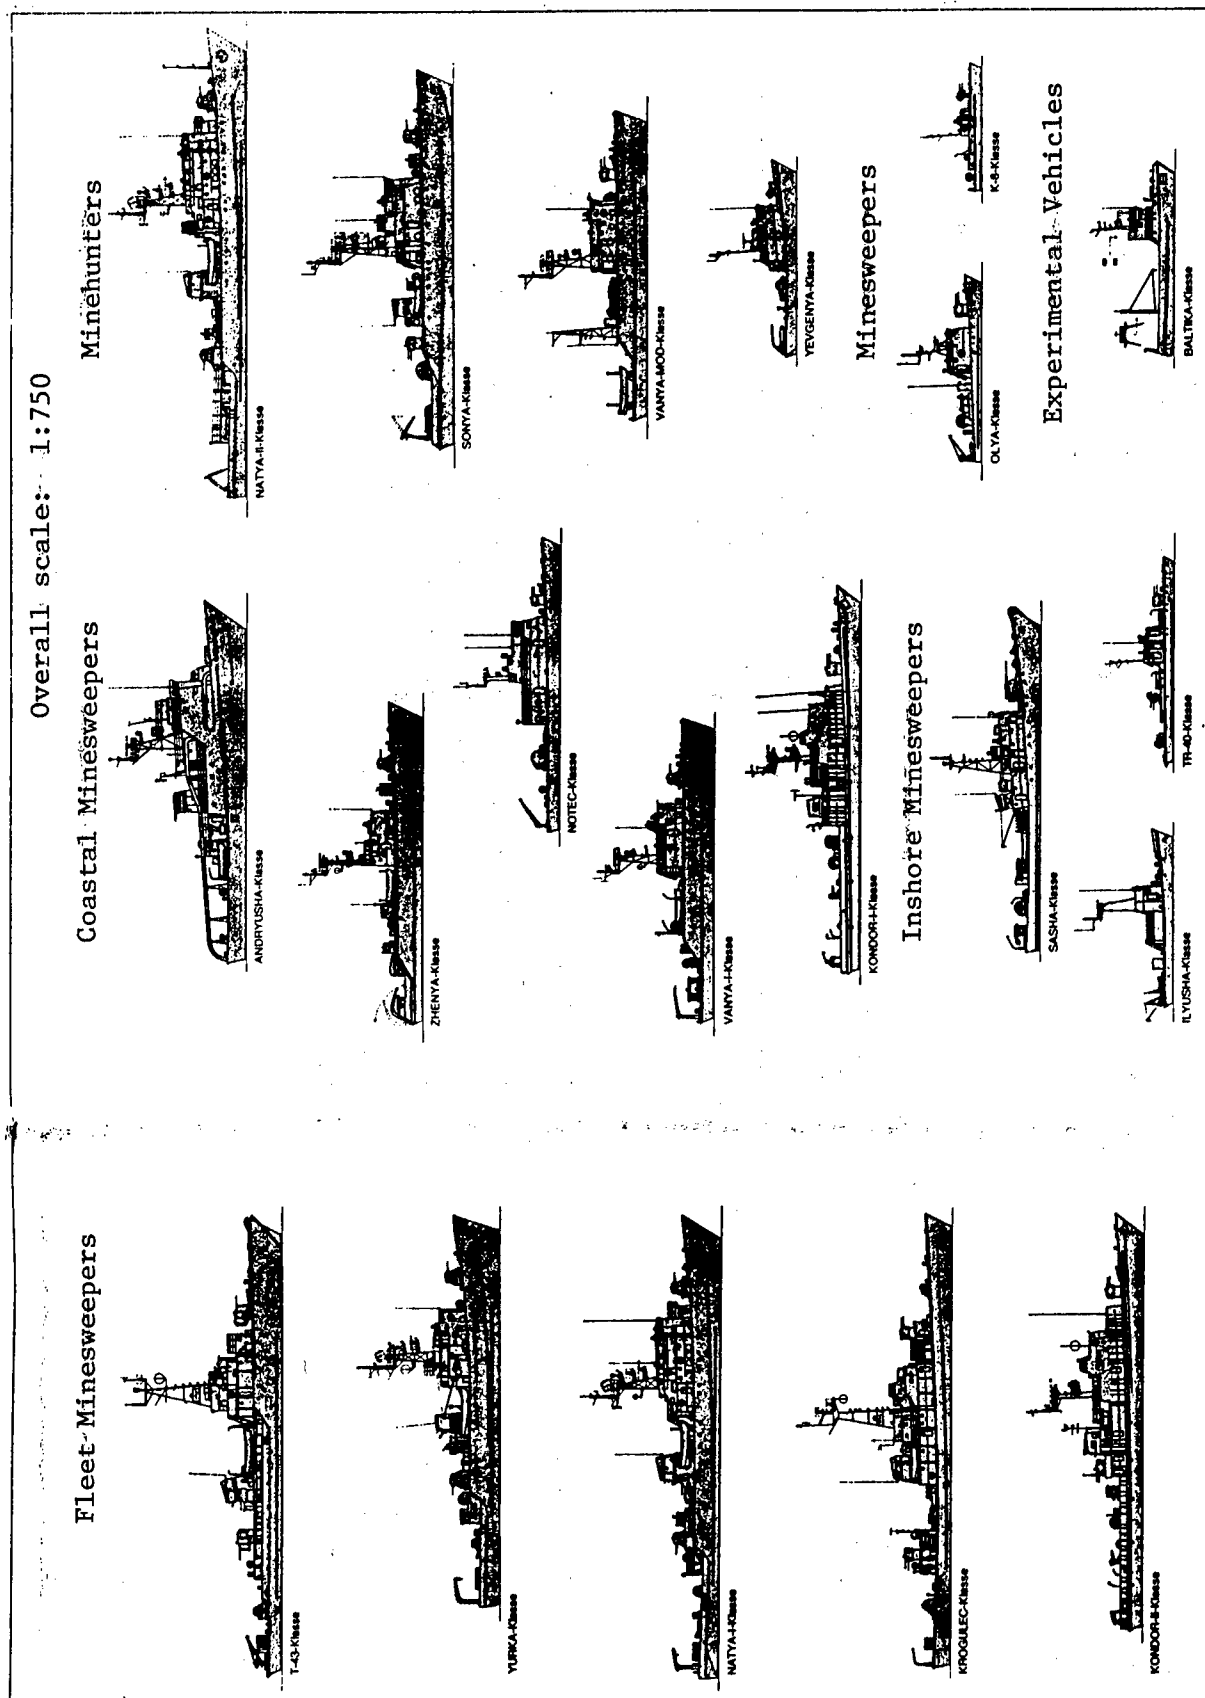 Overall scale: 1:750
Fleet Minesweepers
T-43-Klasse
YURKA-Klasse
NATYA-I-Klasse
KROGULEC-Klasse
KONDOR-II-Klasse
Coastal Minesweepers
ANDRYUSHA-Klasse
ZHENYA-Klasse
NOTEC-Klasse
VANYA-I-Klasse
KONDOR-I-Klasse
Inshore Minesweepers
SASHA-Klasse
ILYUSHA-Klasse
TR-40-Klasse
Minehunters
NATYA-II-Klasse
SONYA-Klasse
VANYA-MOD-Klasse
YEVGENYA-Klasse
Minesweepers
OLYA-Klasse
K-8-Klasse
Experimental Vehicles
BALTIKA-Klasse